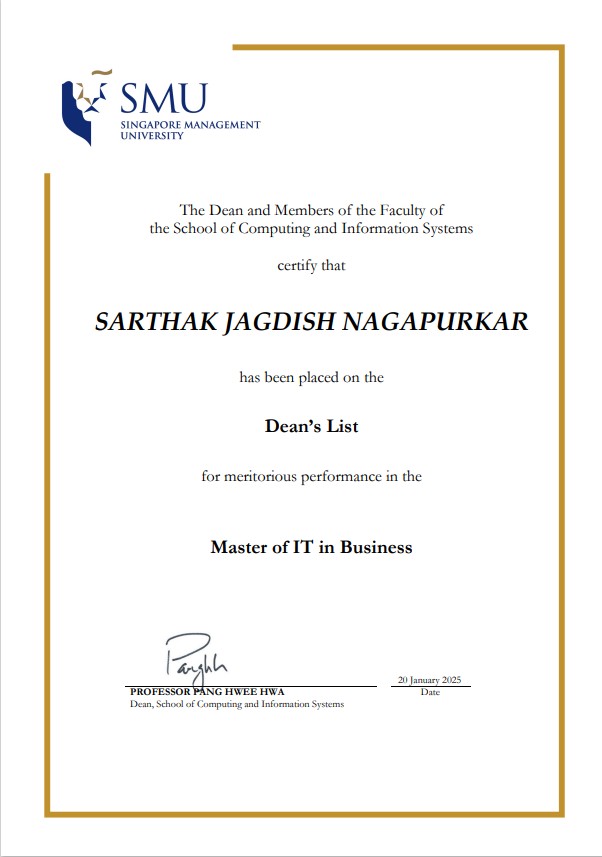 SMU
SINGAPORE MANAGEMENT
UNIVERSITY
The Dean and Members of the Faculty of
the School of Computing and Information Systems
certify that
SARTHAK JAGDISH NAGAPURKAR
has been placed on the
Dean’s List
for meritorious performance in the
Master of IT in Business
20 January 2025
PROFESSOR PANG HWEE HWA
Date
Dean, School of Computing and Information Systems